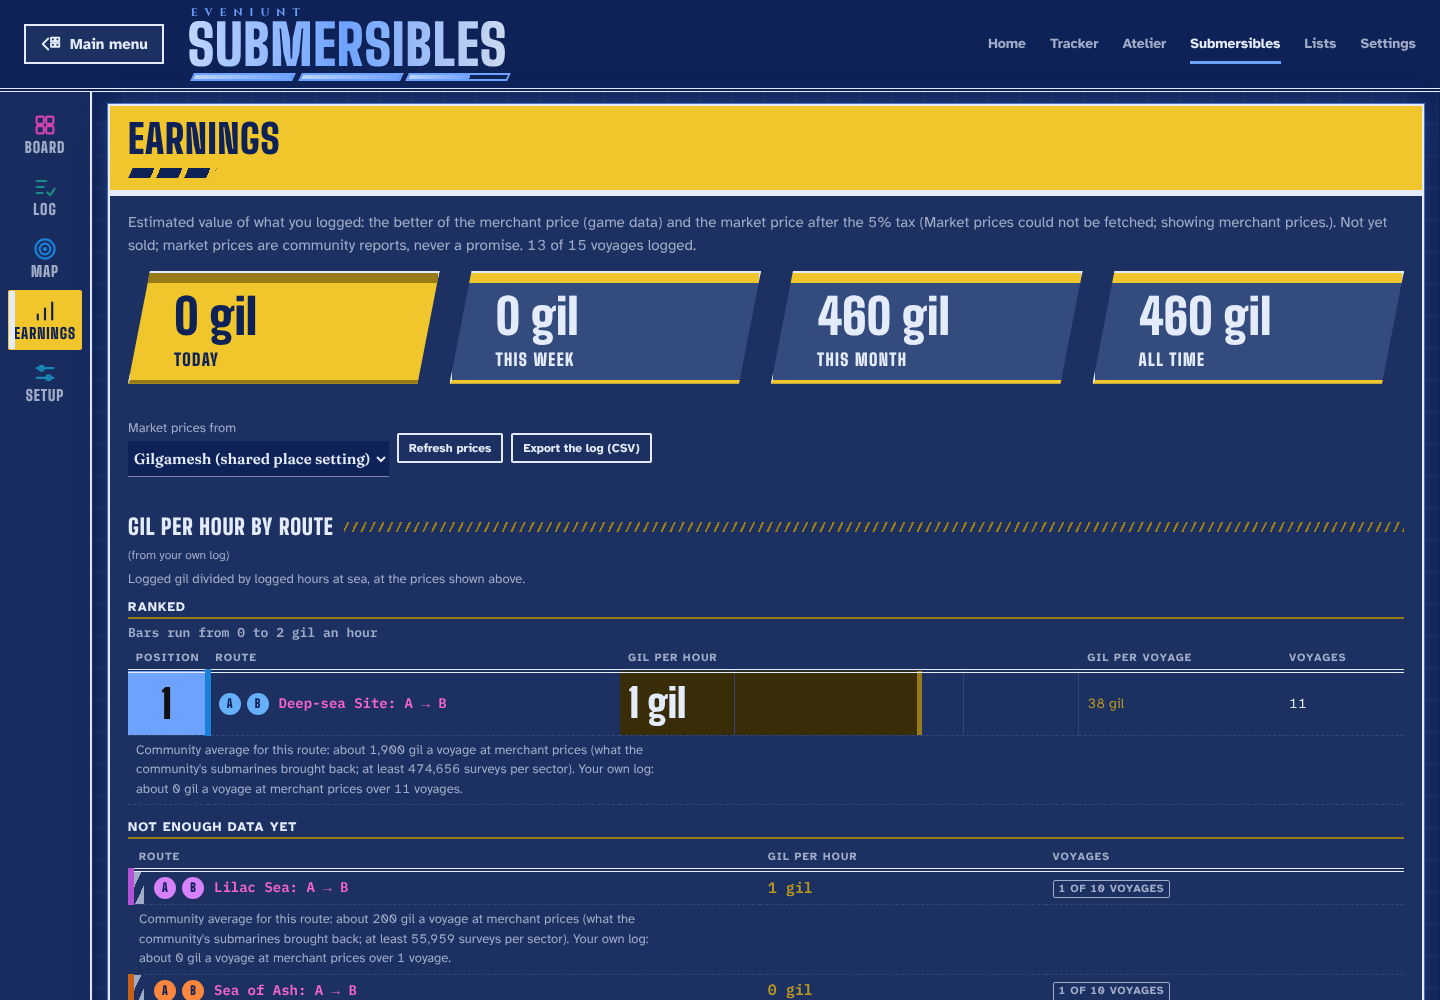 Main menu
EVENIUNT
SUBMERSIBLES
Home
Tracker
Atelier
Submersibles
Lists
Settings
BOARD
LOG
MAP
EARNINGS
SETUP
EARNINGS
Estimated value of what you logged: the better of the merchant price (game data) and the market price after the 5% tax (Market prices could not be fetched; showing merchant prices.). Not yet
sold; market prices are community reports, never a promise. 13 of 15 voyages logged.
0 gil
TODAY
0 gil
THIS WEEK
460 gil
THIS MONTH
460 gil
ALL TIME
Market prices from
Gilgamesh (shared place setting)
Refresh prices
Export the log (CSV)
GIL PER HOUR BY ROUTE
(from your own log)
Logged gil divided by logged hours at sea, at the prices shown above.
RANKED
Bars run from 0 to 2 gil an hour
POSITION ROUTE GIL PER HOUR GIL PER VOYAGE VOYAGES
1 A B Deep-sea Site: A → B 1 gil 38 gil 11
Community average for this route: about 1,900 gil a voyage at merchant prices (what the
community's submarines brought back; at least 474,656 surveys per sector). Your own log:
about 0 gil a voyage at merchant prices over 11 voyages.
NOT ENOUGH DATA YET
ROUTE GIL PER HOUR VOYAGES
A B Lilac Sea: A → B 1 gil 1 OF 10 VOYAGES
Community average for this route: about 200 gil a voyage at merchant prices (what the
community's submarines brought back; at least 55,959 surveys per sector). Your own log:
about 0 gil a voyage at merchant prices over 1 voyage.
A B Sea of Ash: A → B 0 gil 1 OF 10 VOYAGES